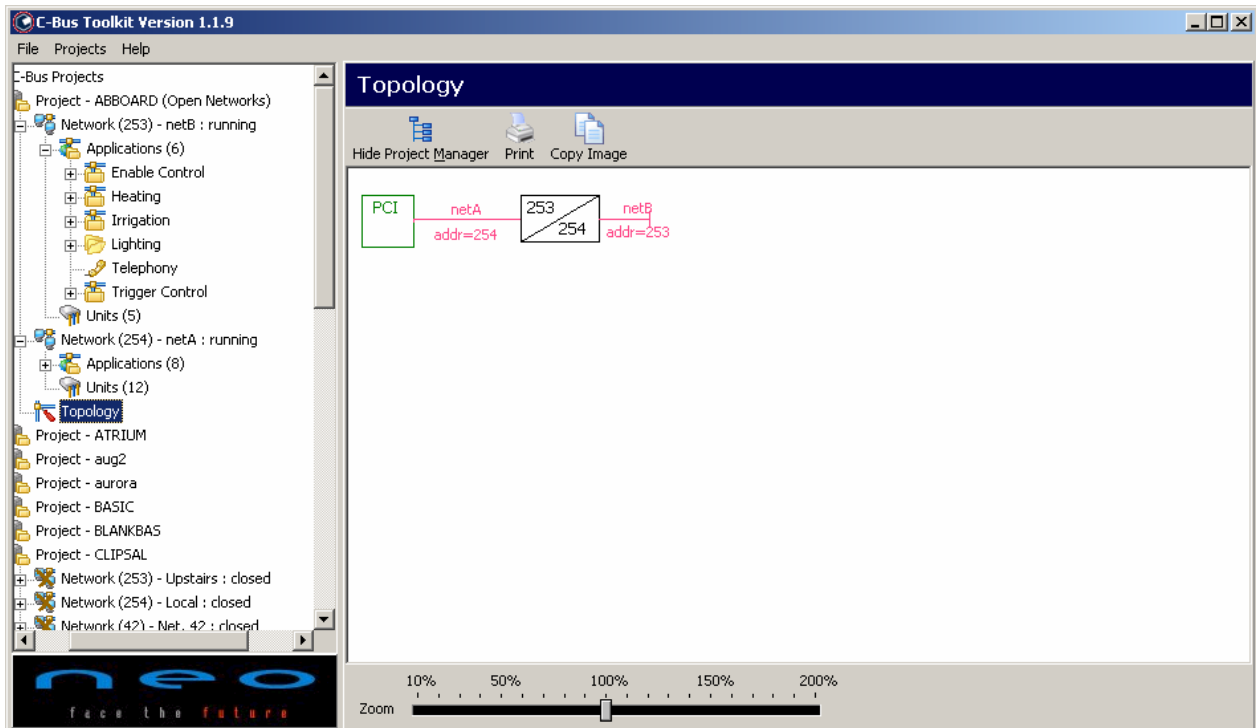 C-Bus Toolkit Version 1.1.9
File Projects Help
C-Bus Projects
Project - ABBOARD (Open Networks)
Network (253) - netB : running
Applications (6)
Enable Control
Heating
Irrigation
Lighting
Telephony
Trigger Control
Units (5)
Network (254) - netA : running
Applications (8)
Units (12)
Topology
Project - ATRIUM
Project - aug2
Project - aurora
Project - BASIC
Project - BLANKBAS
Project - CLIPSAL
Network (253) - Upstairs : closed
Network (254) - Local : closed
Network (42) - Net. 42 : closed
neo
face the future
Topology
Hide Project Manager Print Copy Image
PCI netA 253 netB
addr=254 254 addr=253
10% 50% 100% 150% 200%
Zoom